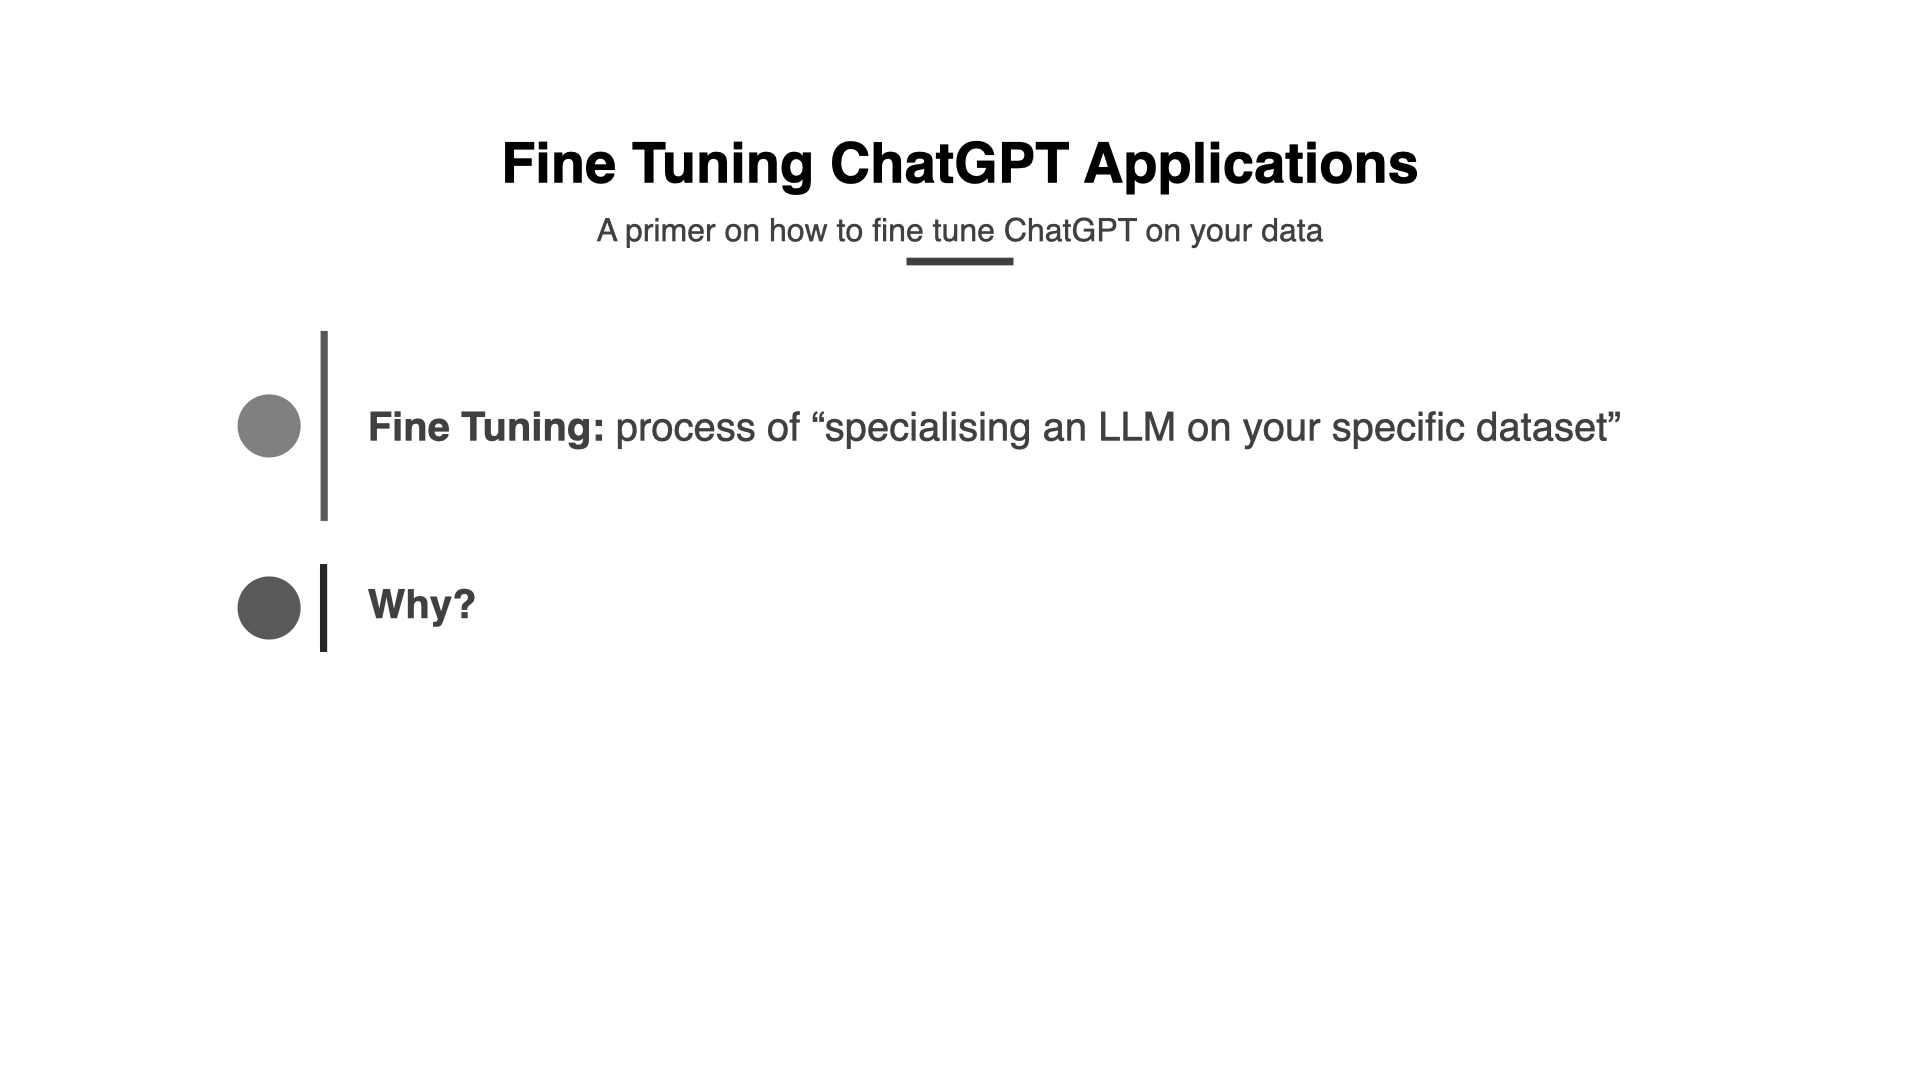 Fine Tuning ChatGPT Applications
A primer on how to fine tune ChatGPT on your data
Fine Tuning: process of “specialising an LLM on your specific dataset”
Why?